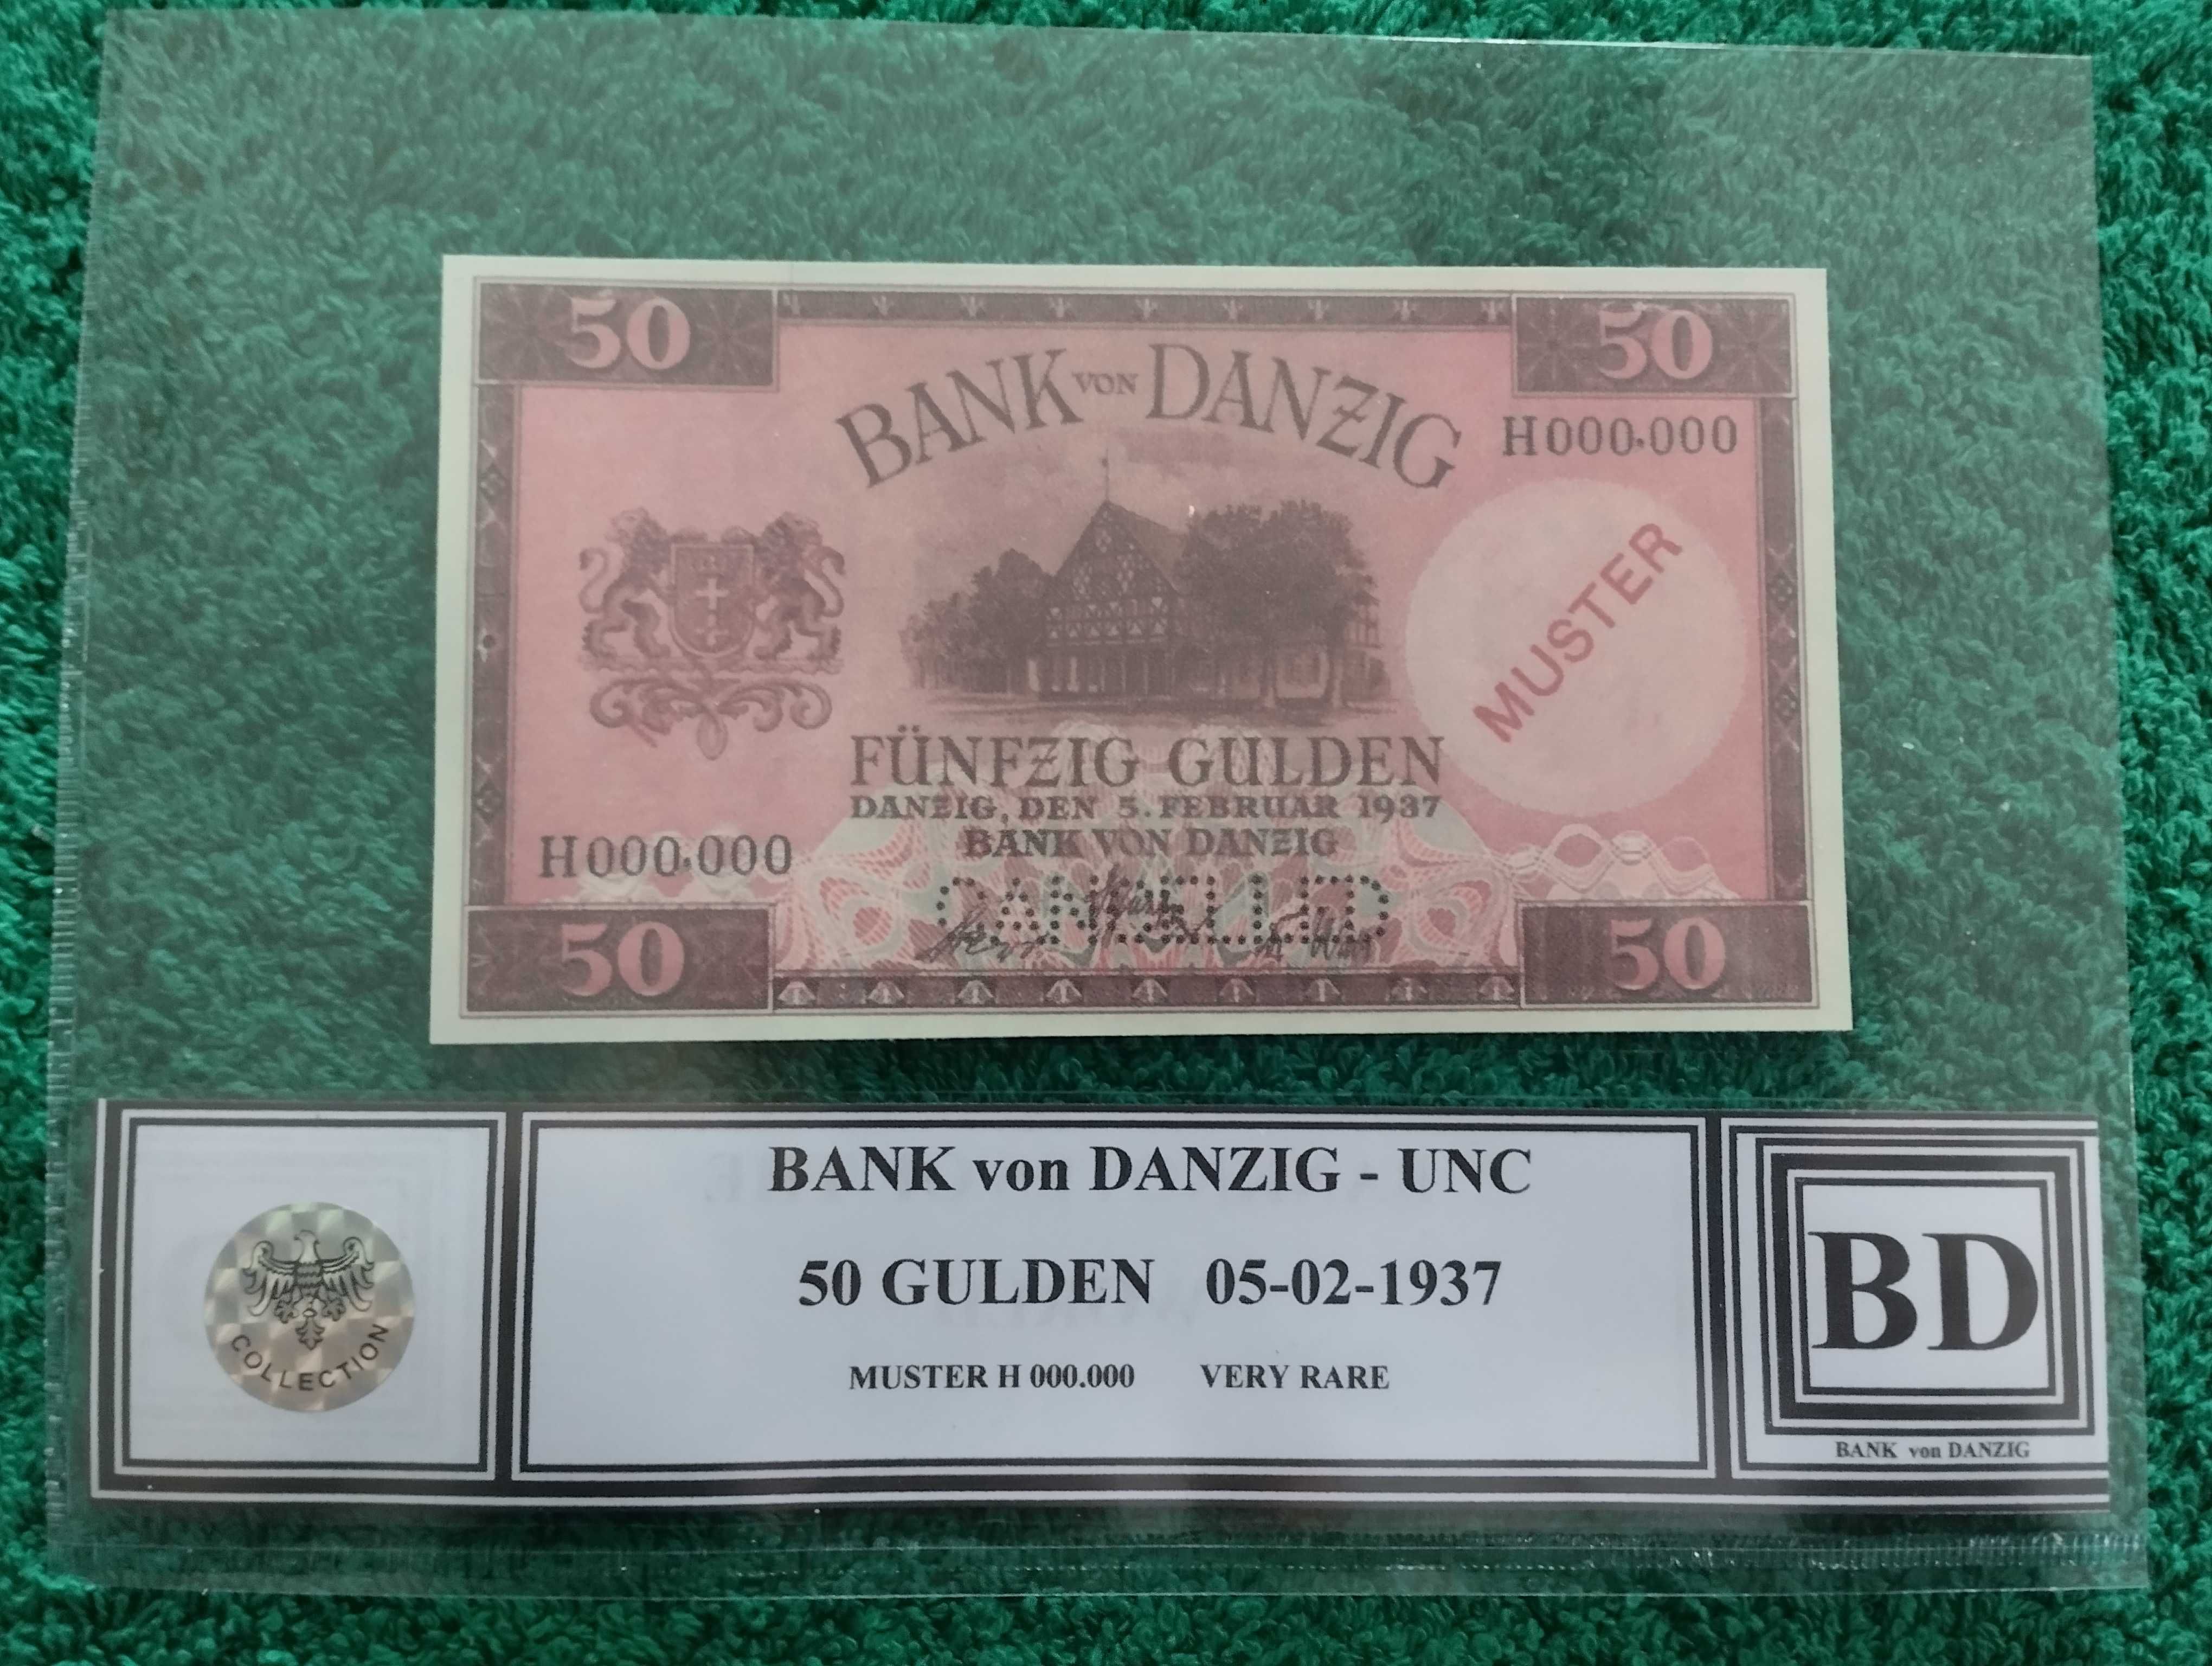 50
50
BANK VON DANZIG
H000.000
MUSTER
FÜNFZIG GULDEN
DANZIG, DEN 5. FEBRUAR 1937
BANK VON DANZIG
H000.000
CANCELLED
50
50
BANK von DANZIG - UNC
50 GULDEN 05-02-1937
MUSTER H 000.000 VERY RARE
COLLECTION
BD
BANK von DANZIG